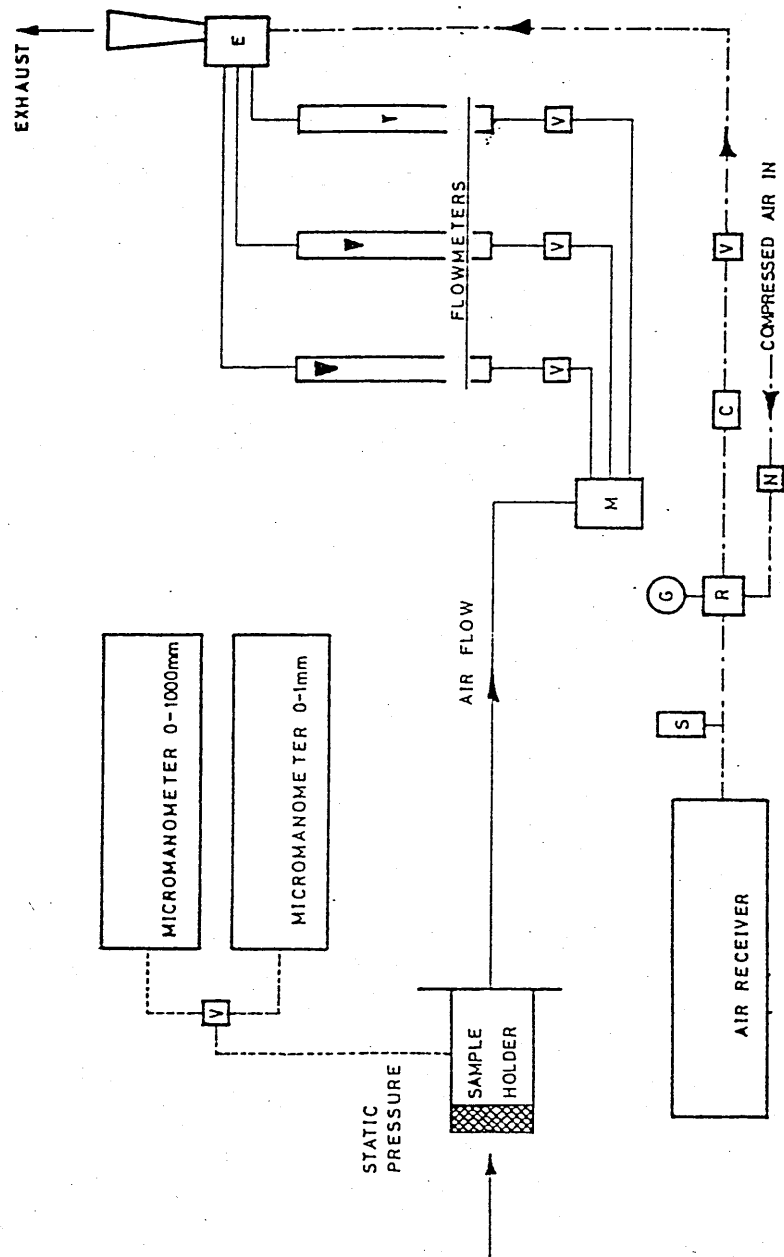 EXHAUST
E
FLOWMETERS
V
V
V
M
MICROMANOMETER 0-1000mm
MICROMANOMETER 0-1mm
V
STATIC
PRESSURE
SAMPLE
HOLDER
AIR FLOW
AIR RECEIVER
S
G
R
C
V
N
COMPRESSED AIR IN